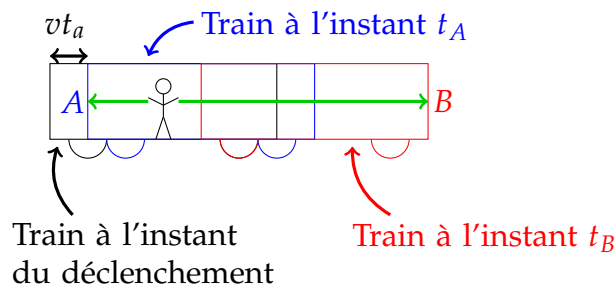 vt_a
Train à l'instant t_A
A
B
Train à l'instant
du déclenchement
Train à l'instant t_B